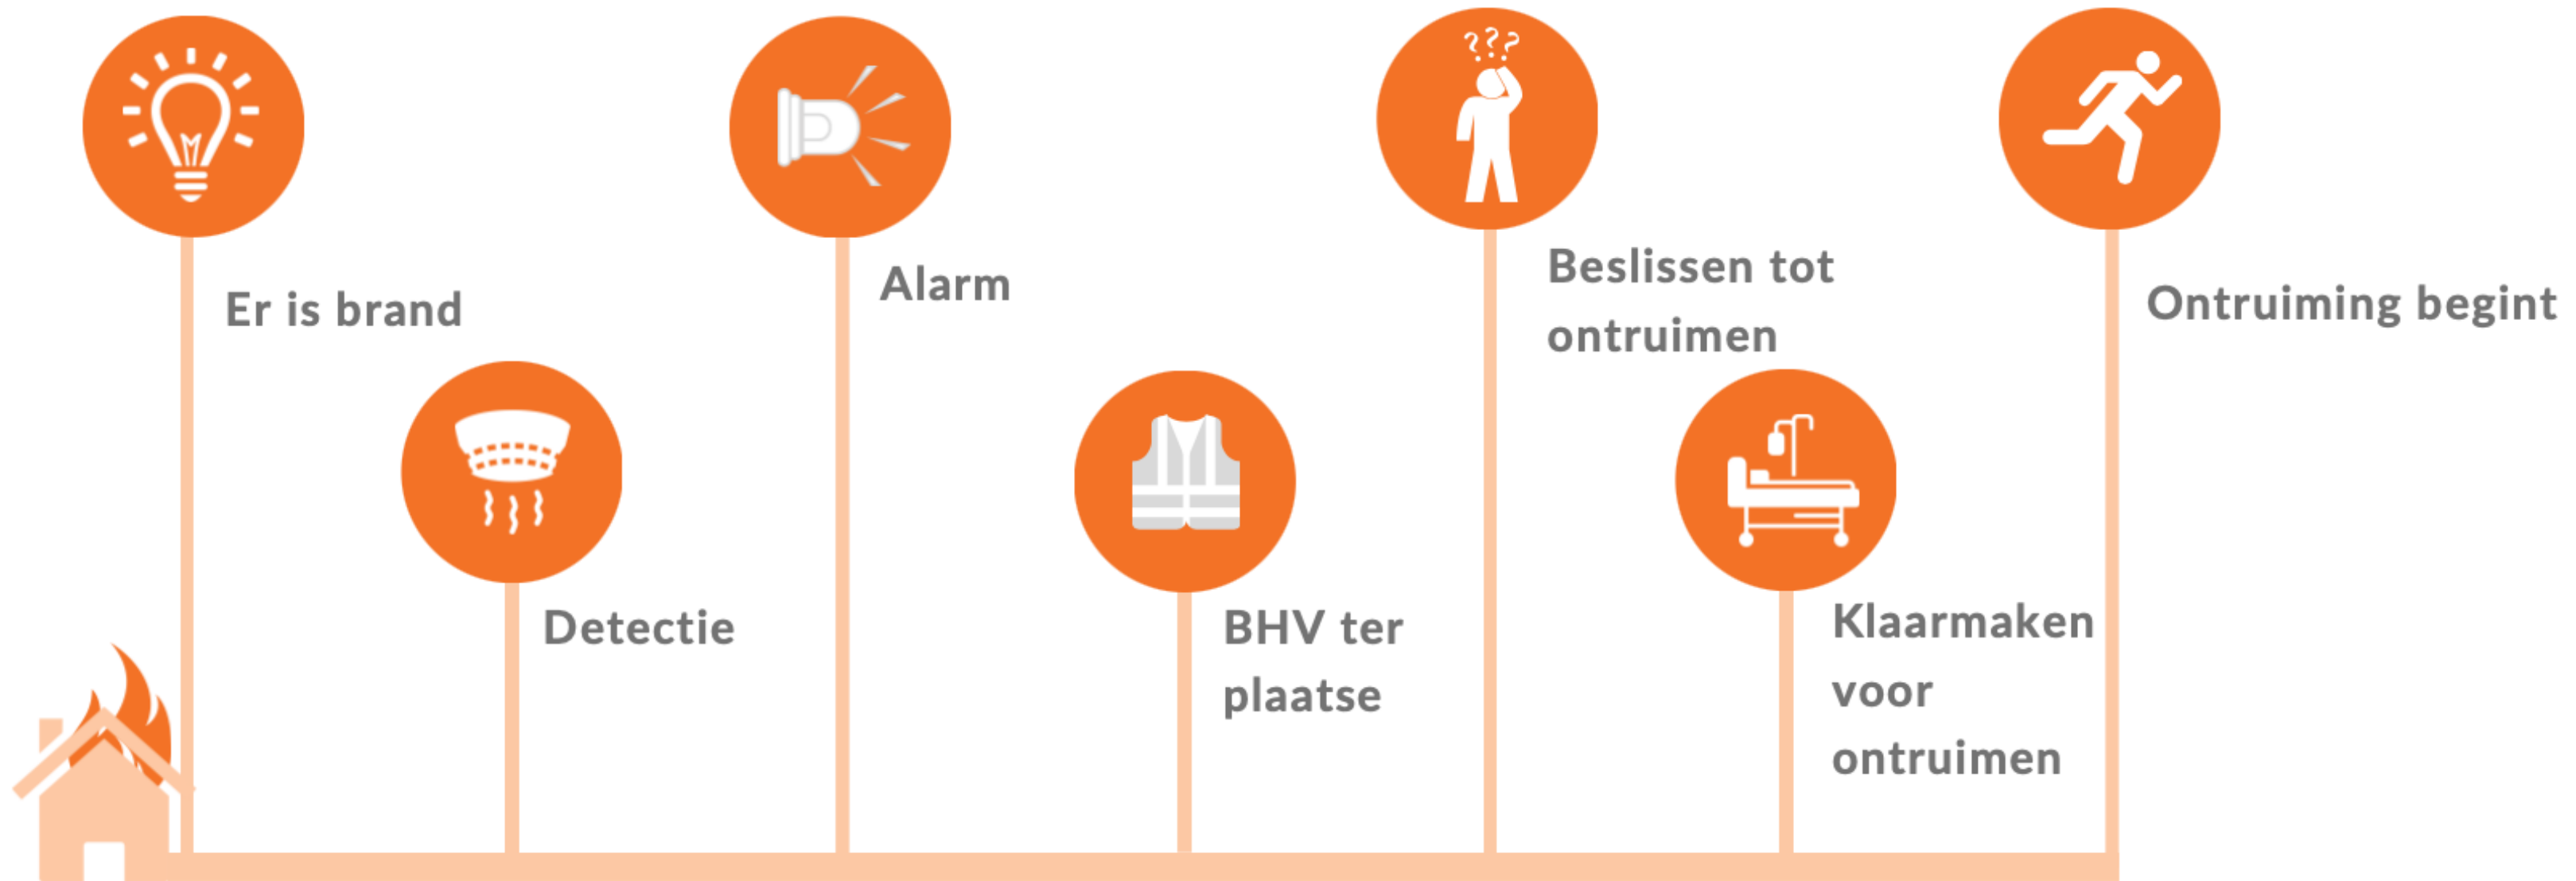 ???
Er is brand
Detectie
Alarm
BHV ter
plaatse
Beslissen tot
ontruimen
Klaarmaken
voor
ontruimen
Ontruiming begint